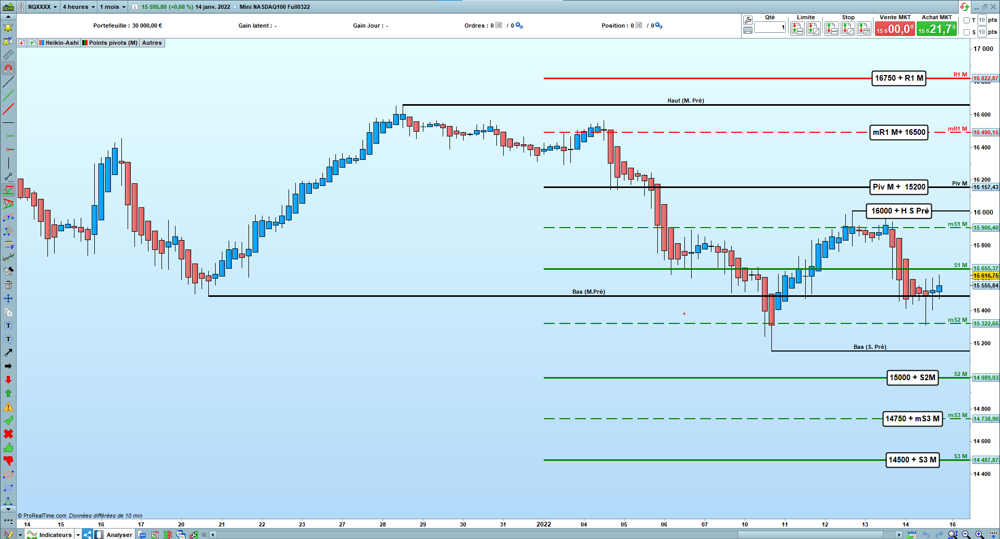 DEMO NQXXXX 4 heures 1 mois i 15 595,80 (+0,68 %) 14 janv. 2022 Mini NASDAQ100 Full0322
Portefeuille : 30 000,00 € Gain latent : - Gain Jour : - Ordres : 0 / 0 Position : 0 / 0
Qté Limite Stop Vente MKT Achat MKT
1 15 600,0⁰ 15 621,7⁵
T 10 pts
S 10 pts
Heikin-Ashi Points pivots (M) Autres
17 000
R1 M
16750 + R1 M 16 822,87
16 800
Haut (M. Pré)
16 600
mR1 M
mR1 M+ 16500 16 490,15
16 400
16 200
Piv M
Piv M + 15200 16 157,43
16000 + H S Pré 16 000
mS1 M
15 906,40
15 800
S1 M
15 655,37
15 616,75
15 555,84
Bas (M.Pré)
15 400
mS2 M
15 322,65
15 200
Bas (S. Pré)
S2 M
15000 + S2M 14 989,93
14 800
mS3 M
14750 + mS3 M 14 738,90
14 600
S3 M
14500 + S3 M 14 487,87
14 400
© ProRealTime.com Données différées de 10 min
14 15 16 17 20 21 22 23 27 28 29 30 31 2022 04 05 06 07 10 11 12 13 14 16
Indicateurs Analyser